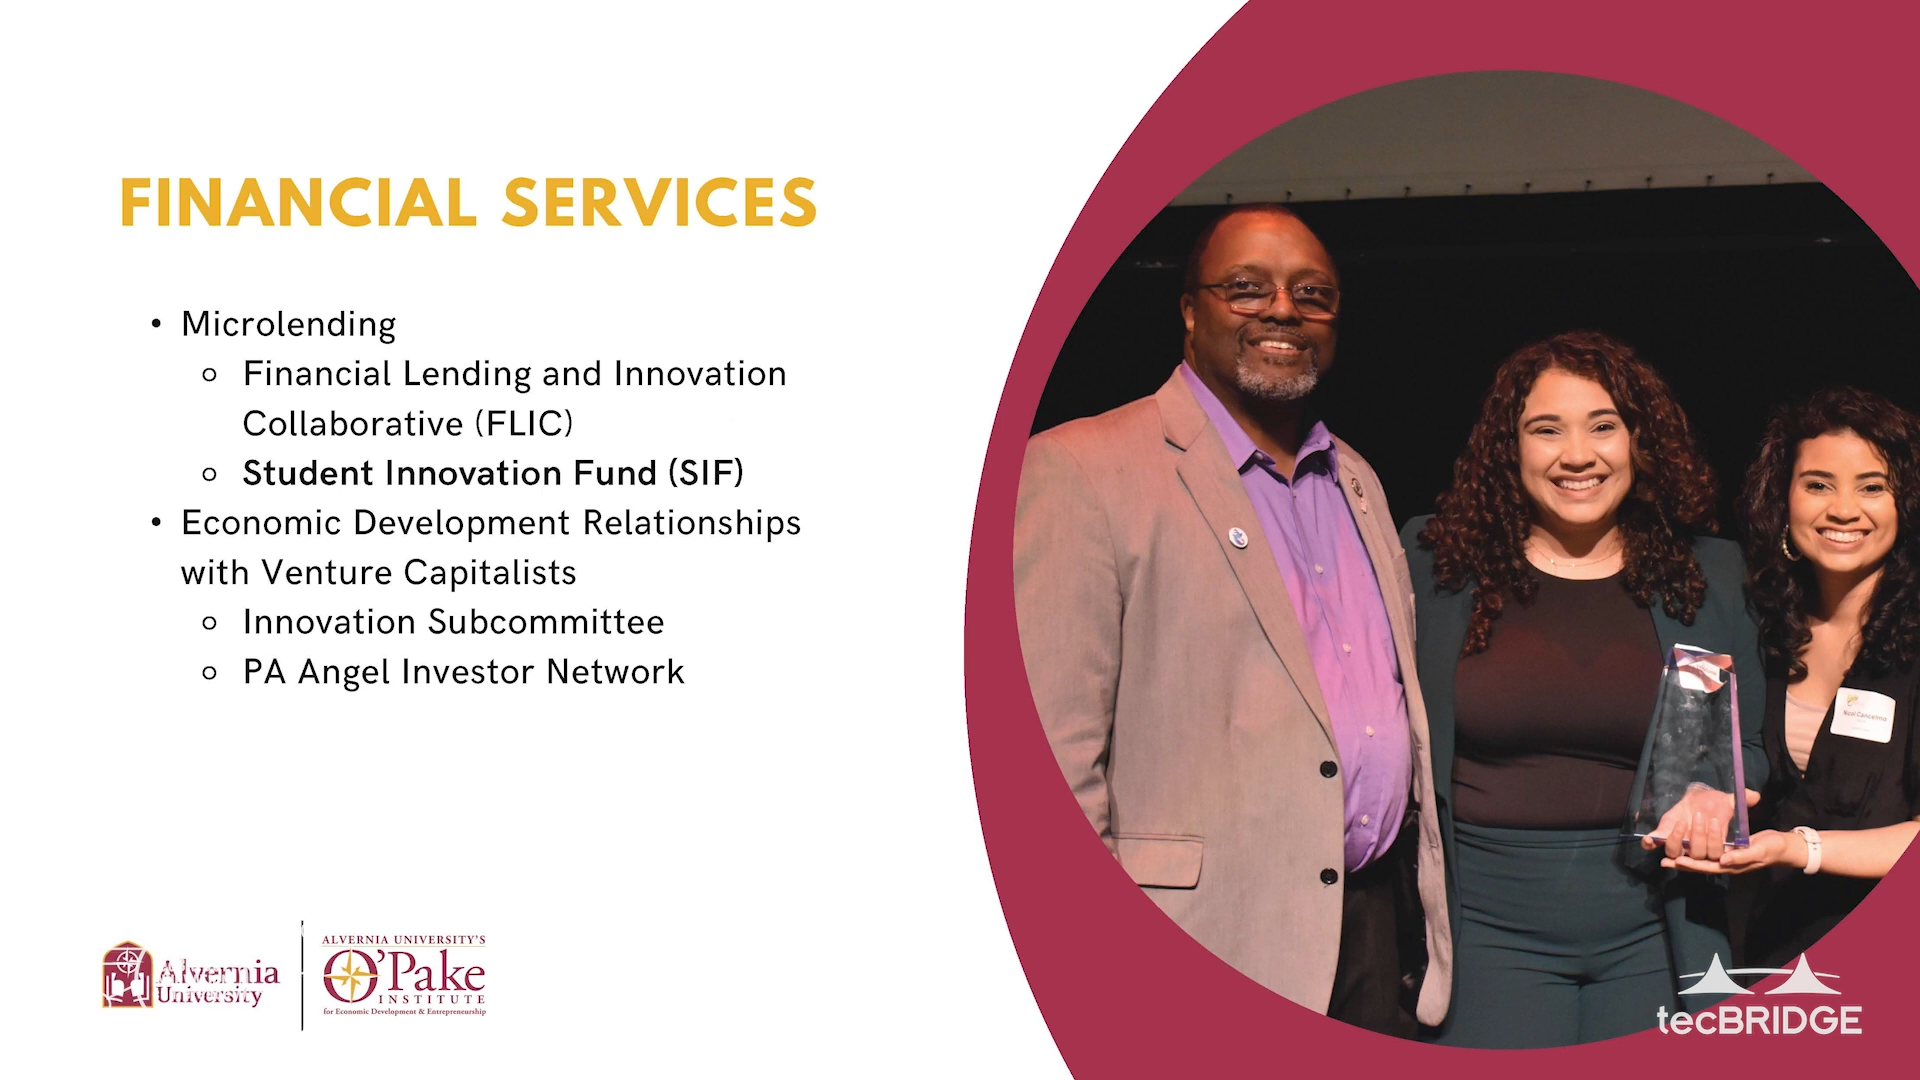 FINANCIAL SERVICES
• Microlending
○ Financial Lending and Innovation
Collaborative (FLIC)
○ Student Innovation Fund (SIF)
• Economic Development Relationships
with Venture Capitalists
○ Innovation Subcommittee
○ PA Angel Investor Network
Alvernia
University
ALVERNIA UNIVERSITY'S
O'Pake
INSTITUTE
for Economic Development & Entrepreneurship
tecBRIDGE